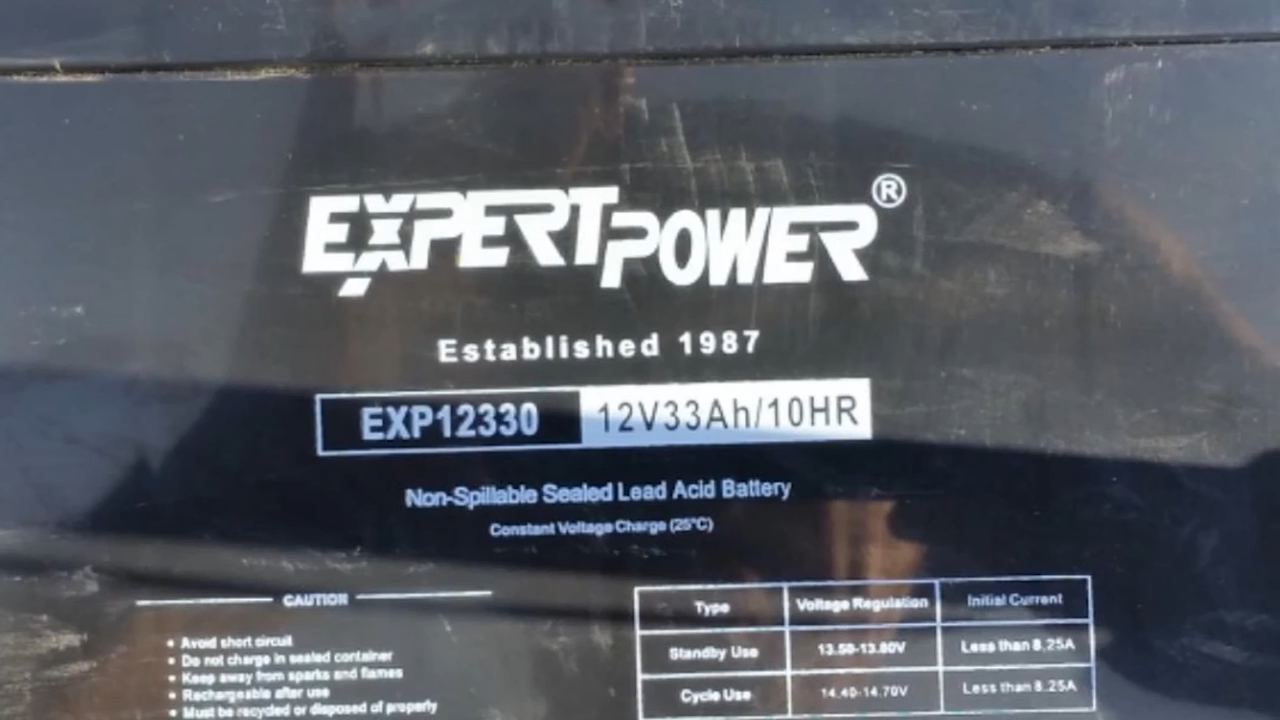 EXPERTPOWER®
Established 1987
EXP12330 12V33Ah/10HR
Non-Spillable Sealed Lead Acid Battery
Constant Voltage Charge (25°C)
CAUTION
• Avoid short circuit
• Do not charge in sealed container
• Keep away from sparks and flames
• Rechargeable after use
• Must be recycled or disposed of properly
Type Voltage Regulation Initial Current
Standby Use 13.50-13.80V Less than 8.25A
Cycle Use 14.40-14.70V Less than 8.25A